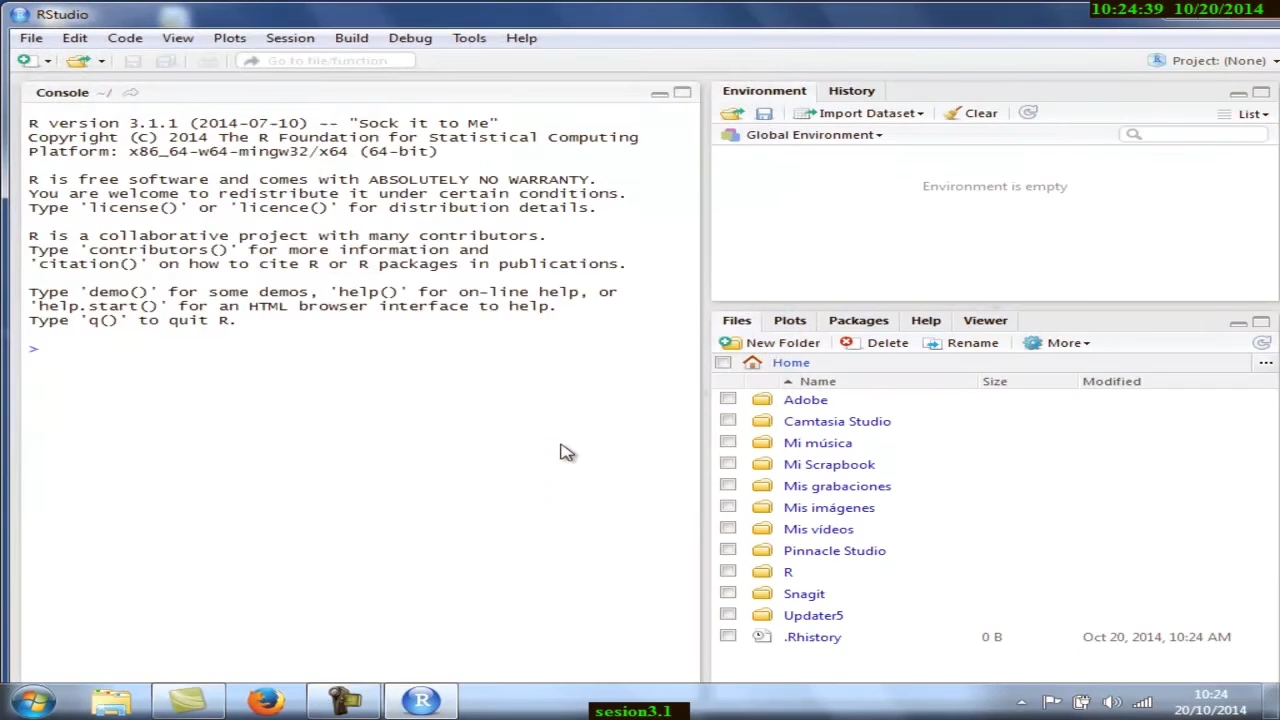 RStudio
10:24:39 10/20/2014
File Edit Code View Plots Session Build Debug Tools Help
Go to file/function
Project: (None)
Console ~/
R version 3.1.1 (2014-07-10) -- "Sock it to Me"
Copyright (C) 2014 The R Foundation for Statistical Computing
Platform: x86_64-w64-mingw32/x64 (64-bit)
R is free software and comes with ABSOLUTELY NO WARRANTY.
You are welcome to redistribute it under certain conditions.
Type 'license()' or 'licence()' for distribution details.
R is a collaborative project with many contributors.
Type 'contributors()' for more information and
'citation()' on how to cite R or R packages in publications.
Type 'demo()' for some demos, 'help()' for on-line help, or
'help.start()' for an HTML browser interface to help.
Type 'q()' to quit R.
>
Environment History
Import Dataset Clear List
Global Environment
Environment is empty
Files Plots Packages Help Viewer
New Folder Delete Rename More
Home ...
Name Size Modified
Adobe
Camtasia Studio
Mi música
Mi Scrapbook
Mis grabaciones
Mis imágenes
Mis vídeos
Pinnacle Studio
R
Snagit
Updater5
.Rhistory 0 B Oct 20, 2014, 10:24 AM
10:24
20/10/2014
sesion3.1